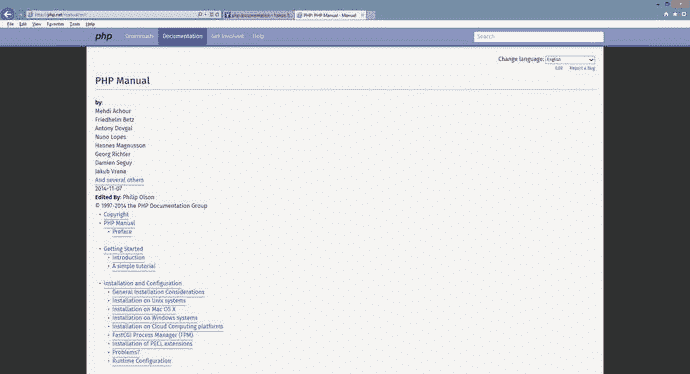 http://php.net/manual/en/
php documentation - Yahoo S...
PHP: PHP Manual - Manual
File Edit View Favorites Tools Help
php Downloads Documentation Get Involved Help Search
Change language: English
Edit Report a Bug
PHP Manual
by:
Mehdi Achour
Friedhelm Betz
Antony Dovgal
Nuno Lopes
Hannes Magnusson
Georg Richter
Damien Seguy
Jakub Vrana
And several others
2014-11-07
Edited By: Philip Olson
© 1997-2014 the PHP Documentation Group
• Copyright
• PHP Manual
• Preface
• Getting Started
• Introduction
• A simple tutorial
• Installation and Configuration
• General Installation Considerations
• Installation on Unix systems
• Installation on Mac OS X
• Installation on Windows systems
• Installation on Cloud Computing platforms
• FastCGI Process Manager (FPM)
• Installation of PECL extensions
• Problems?
• Runtime Configuration